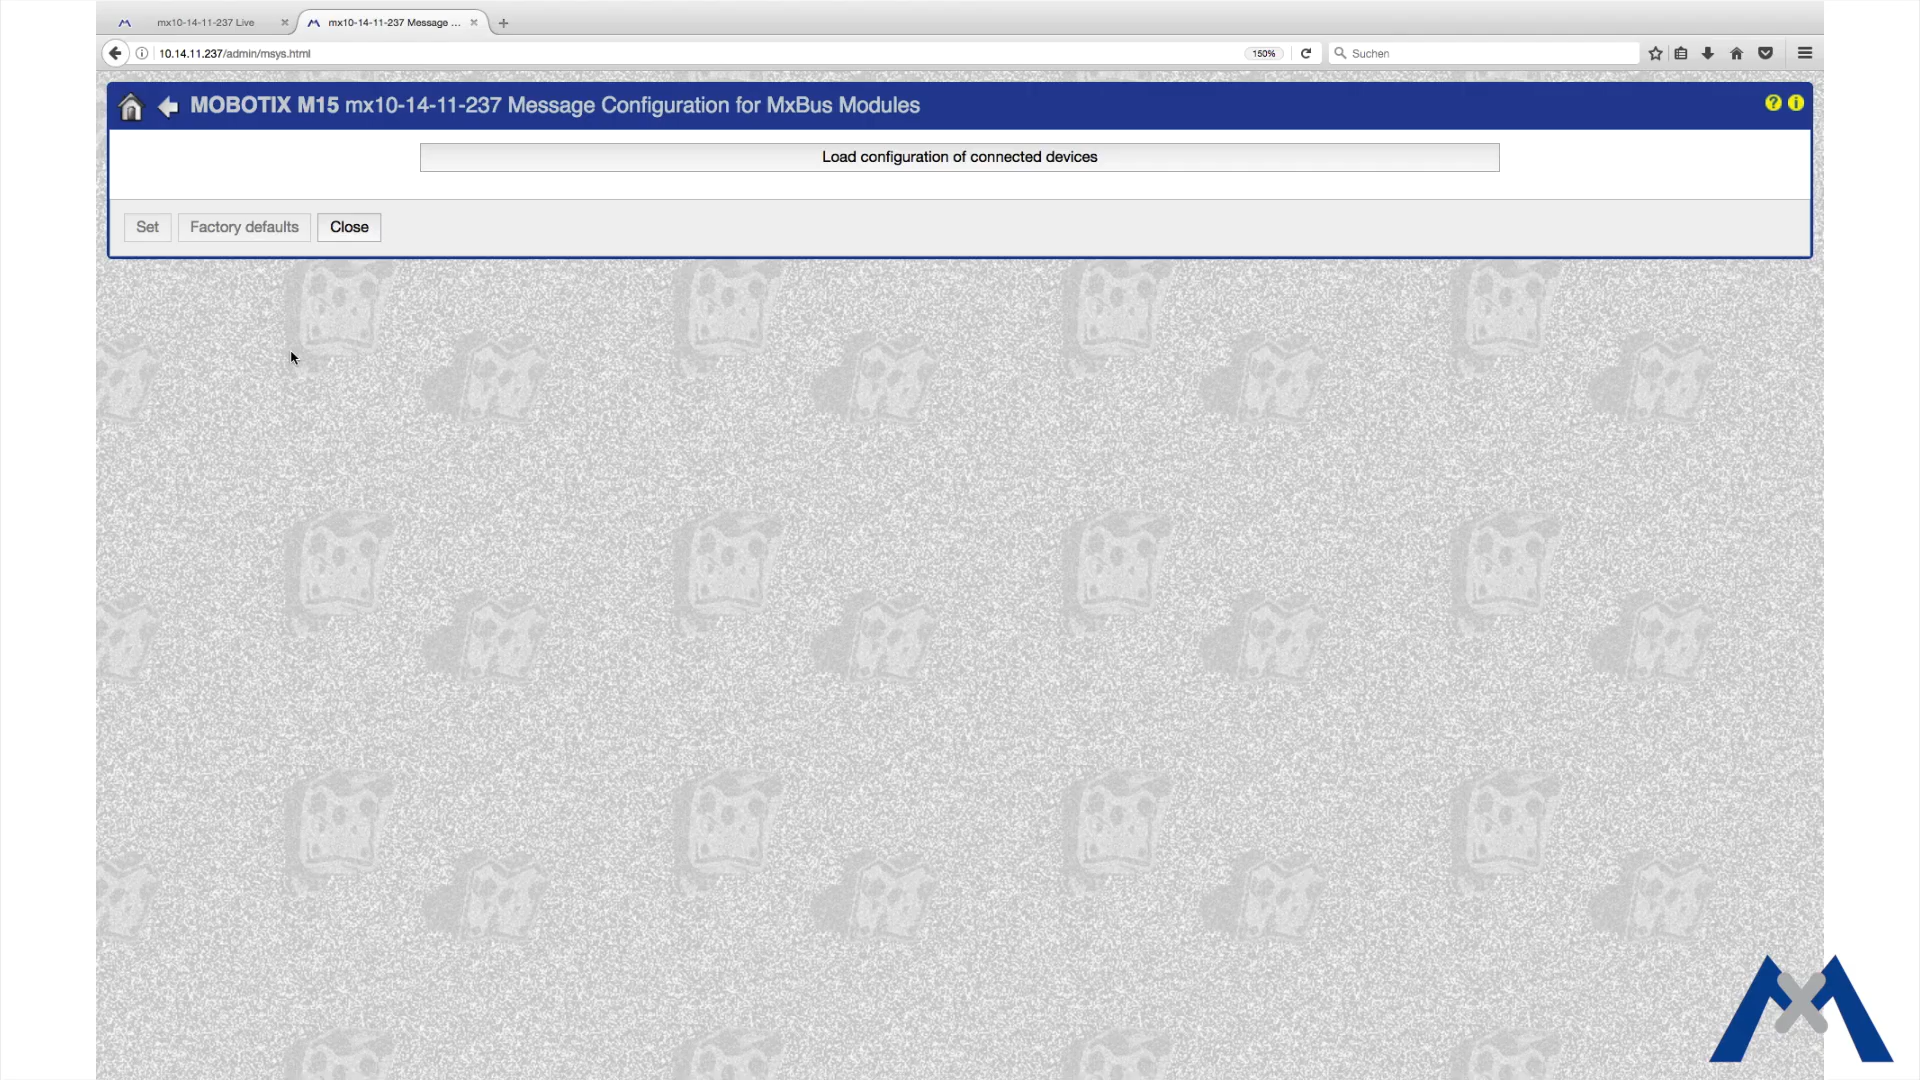 mx10-14-11-237 Live
mx10-14-11-237 Message ...
10.14.11.237/admin/msys.html
150%
Suchen
MOBOTIX M15 mx10-14-11-237 Message Configuration for MxBus Modules
Load configuration of connected devices
Set
Factory defaults
Close